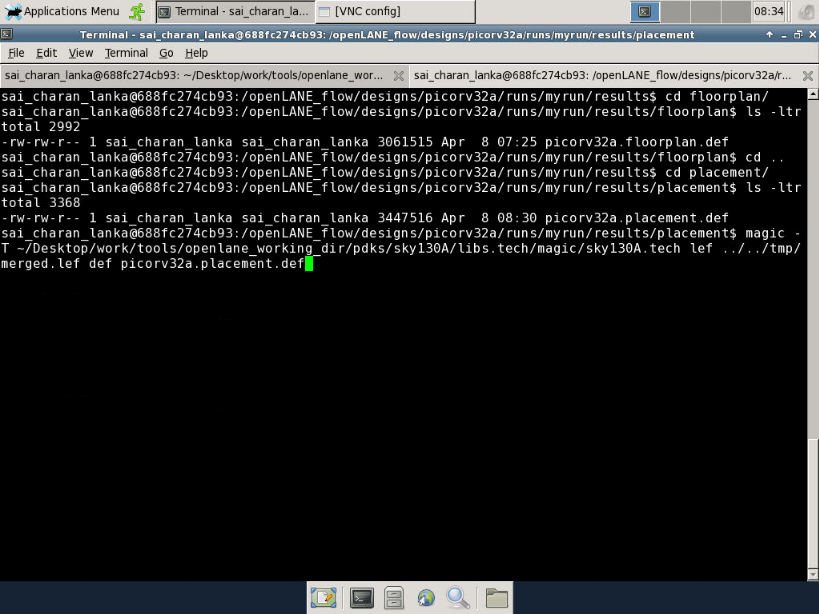 Applications Menu
Terminal - sai_charan_la...
[VNC config]
08:34
Terminal - sai_charan_lanka@688fc274cb93: /openLANE_flow/designs/picorv32a/runs/myrun/results/placement
File Edit View Terminal Go Help
sai_charan_lanka@688fc274cb93: ~/Desktop/work/tools/openlane_wor...
sai_charan_lanka@688fc274cb93: /openLANE_flow/designs/picorv32a/r...
sai_charan_lanka@688fc274cb93:/openLANE_flow/designs/picorv32a/runs/myrun/results$ cd floorplan/
sai_charan_lanka@688fc274cb93:/openLANE_flow/designs/picorv32a/runs/myrun/results/floorplan$ ls -ltr
total 2992
-rw-rw-r-- 1 sai_charan_lanka sai_charan_lanka 3061515 Apr  8 07:25 picorv32a.floorplan.def
sai_charan_lanka@688fc274cb93:/openLANE_flow/designs/picorv32a/runs/myrun/results/floorplan$ cd ..
sai_charan_lanka@688fc274cb93:/openLANE_flow/designs/picorv32a/runs/myrun/results$ cd placement/
sai_charan_lanka@688fc274cb93:/openLANE_flow/designs/picorv32a/runs/myrun/results/placement$ ls -ltr
total 3368
-rw-rw-r-- 1 sai_charan_lanka sai_charan_lanka 3447516 Apr  8 08:30 picorv32a.placement.def
sai_charan_lanka@688fc274cb93:/openLANE_flow/designs/picorv32a/runs/myrun/results/placement$ magic -
T ~/Desktop/work/tools/openlane_working_dir/pdks/sky130A/libs.tech/magic/sky130A.tech lef ../../tmp/
merged.lef def picorv32a.placement.def